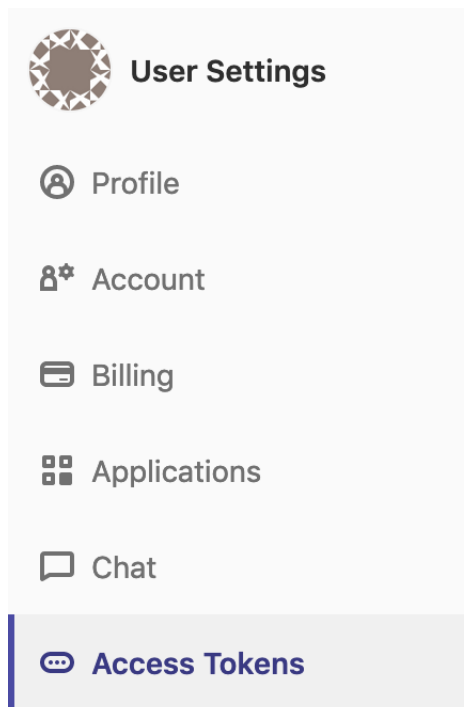 User Settings
Profile
Account
Billing
Applications
Chat
Access Tokens